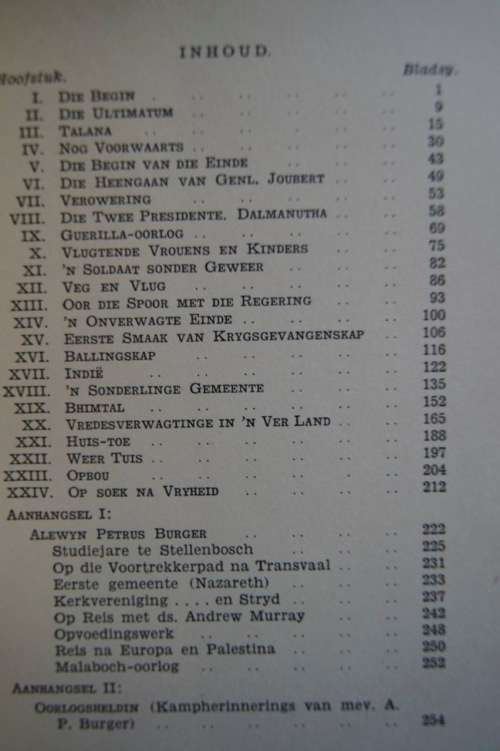 INHOUD.
Hoofstuk. Bladsy.
I. DIE BEGIN . .. .. .. .. 1
II. DIE ULTIMATUM .. .. .. .. 9
III. TALANA .. .. .. .. .. 15
IV. NOG VOORWAARTS .. .. .. .. 30
V. DIE BEGIN VAN DIE EINDE .. .. .. 43
VI. DIE HEENGAAN VAN GENL. JOUBERT .. .. 49
VII. VEROWERING .. .. .. .. 53
VIII. DIE TWEE PRESIDENTE. DALMANUTHA .. .. 58
IX. GUERILLA-OORLOG .. .. .. .. 69
X. VLUGTENDE VROUENS EN KINDERS .. .. 75
XI. 'N SOLDAAT SONDER GEWEER .. .. .. 82
XII. VEG EN VLUG .. .. .. .. 86
XIII. OOR DIE SPOOR MET DIE REGERING .. .. 93
XIV. 'N ONVERWAGTE EINDE .. .. .. .. 100
XV. EERSTE SMAAK VAN KRYGSGEVANGENSKAP .. 106
XVI. BALLINGSKAP .. .. .. .. 116
XVII. INDIË .. .. .. .. .. 122
XVIII. 'N SONDERLINGE GEMEENTE .. .. .. 135
XIX. BHIMTAL .. .. .. .. .. 152
XX. VREDESVERWAGTINGE IN 'N VER LAND .. .. 165
XXI. HUIS-TOE .. .. .. .. 188
XXII. WEER TUIS .. .. .. .. .. 197
XXIII. OPBOU .. .. .. .. .. 204
XXIV. OP SOEK NA VRYHEID .. .. .. .. 212
AANHANGSEL I:
ALEWYN PETRUS BURGER .. .. .. .. 222
Studiejare te Stellenbosch .. .. .. 225
Op die Voortrekkerpad na Transvaal .. .. 231
Eerste gemeente (Nazareth) .. .. .. 233
Kerkvereniging .... en Stryd .. .. .. 237
Op Reis met ds. Andrew Murray .. .. 242
Opvoedingswerk .. .. .. .. 248
Reis na Europa en Palestina .. .. .. 250
Malaboch-oorlog .. .. .. .. 252
AANHANGSEL II:
OORLOGSHELDIN (Kampherinnerings van mev. A.
P. Burger) .. .. .. .. .. 254